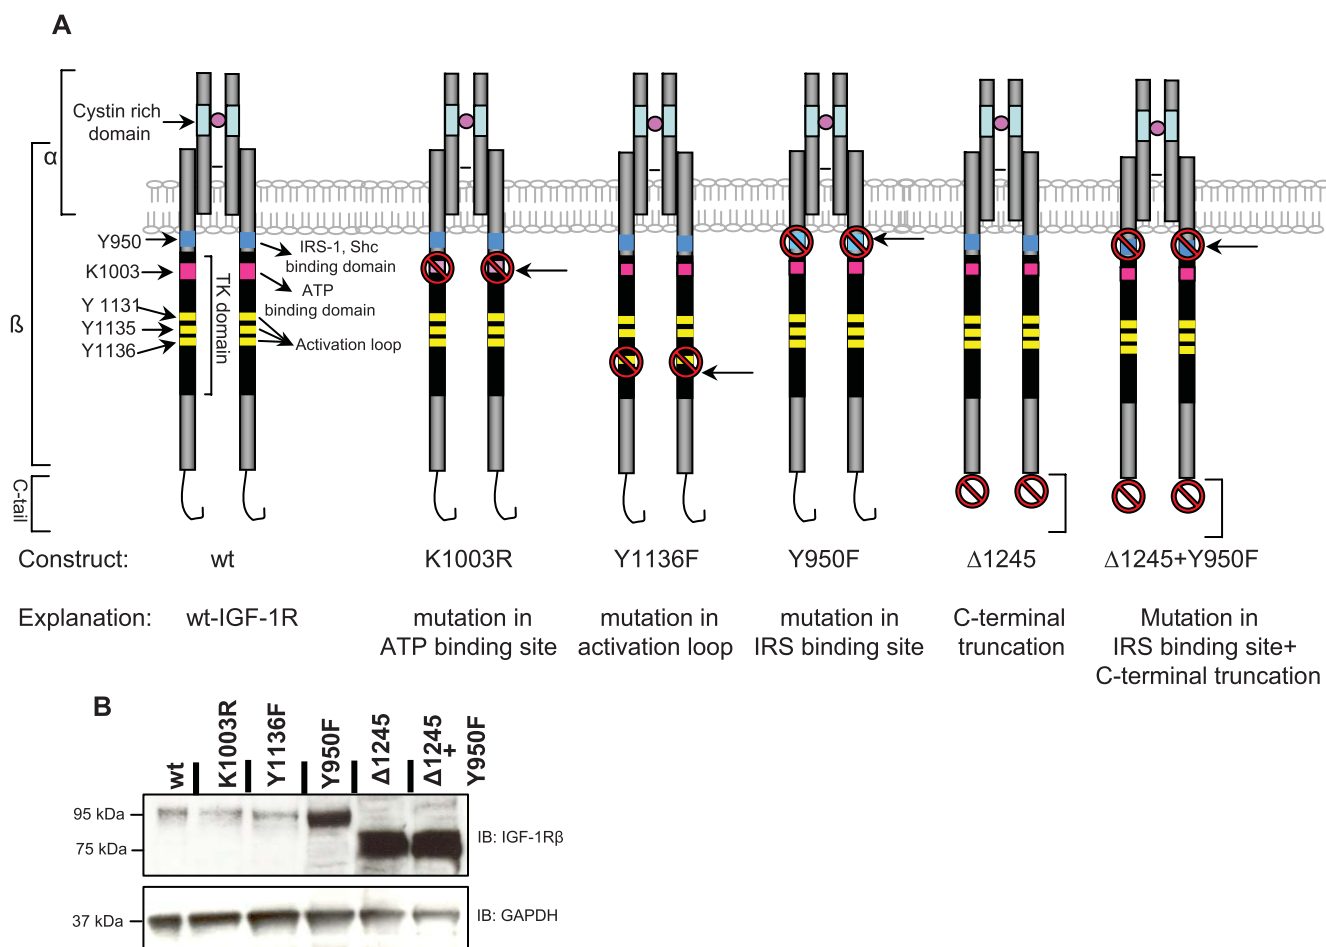 A
Cystin rich
domain
α
ß
C-tail
Y950
K1003
Y 1131
Y1135
Y1136
TK domain
IRS-1, Shc
binding domain
ATP
binding domain
Activation loop
Construct: wt K1003R Y1136F Y950F Δ1245 Δ1245+Y950F
Explanation: wt-IGF-1R mutation in mutation in mutation in C-terminal Mutation in
ATP binding site activation loop IRS binding site truncation IRS binding site+
C-terminal truncation
B
wt
K1003R
Y1136F
Y950F
Δ1245
Δ1245
+
Y950F
95 kDa
75 kDa
IB: IGF-1Rβ
37 kDa
IB: GAPDH